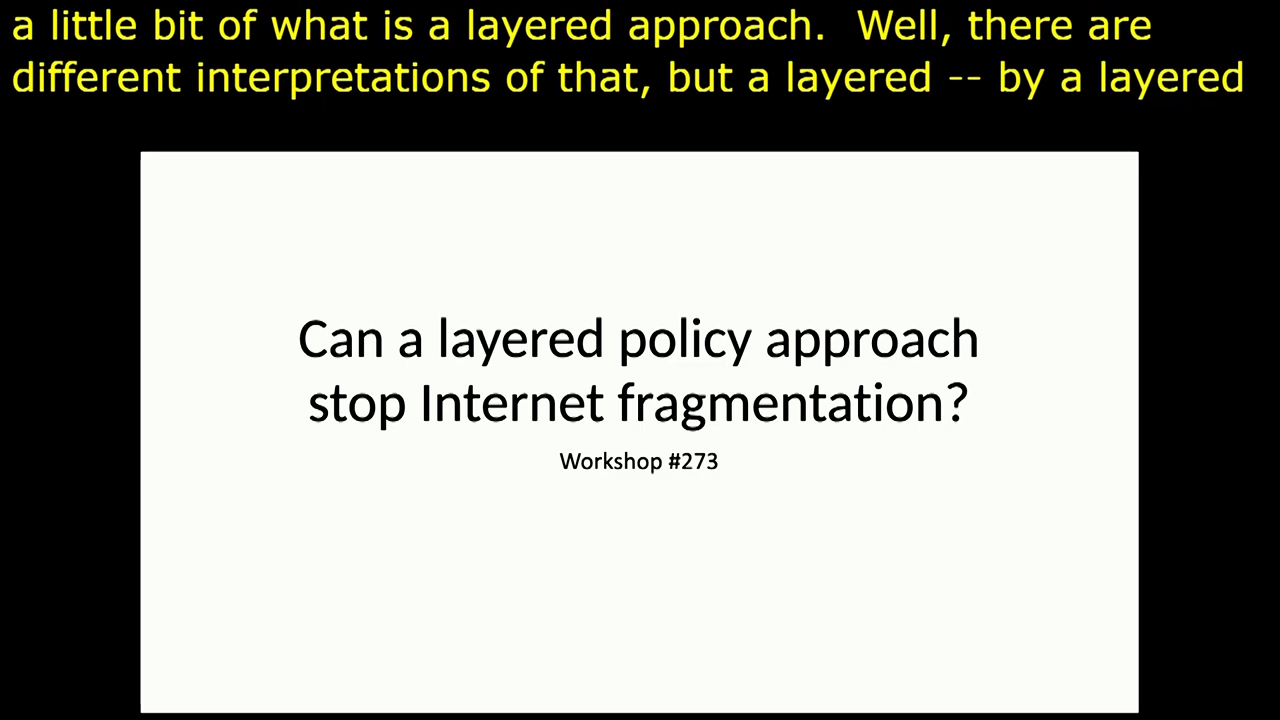 a little bit of what is a layered approach.  Well, there are
different interpretations of that, but a layered -- by a layered
Can a layered policy approach
stop Internet fragmentation?
Workshop #273